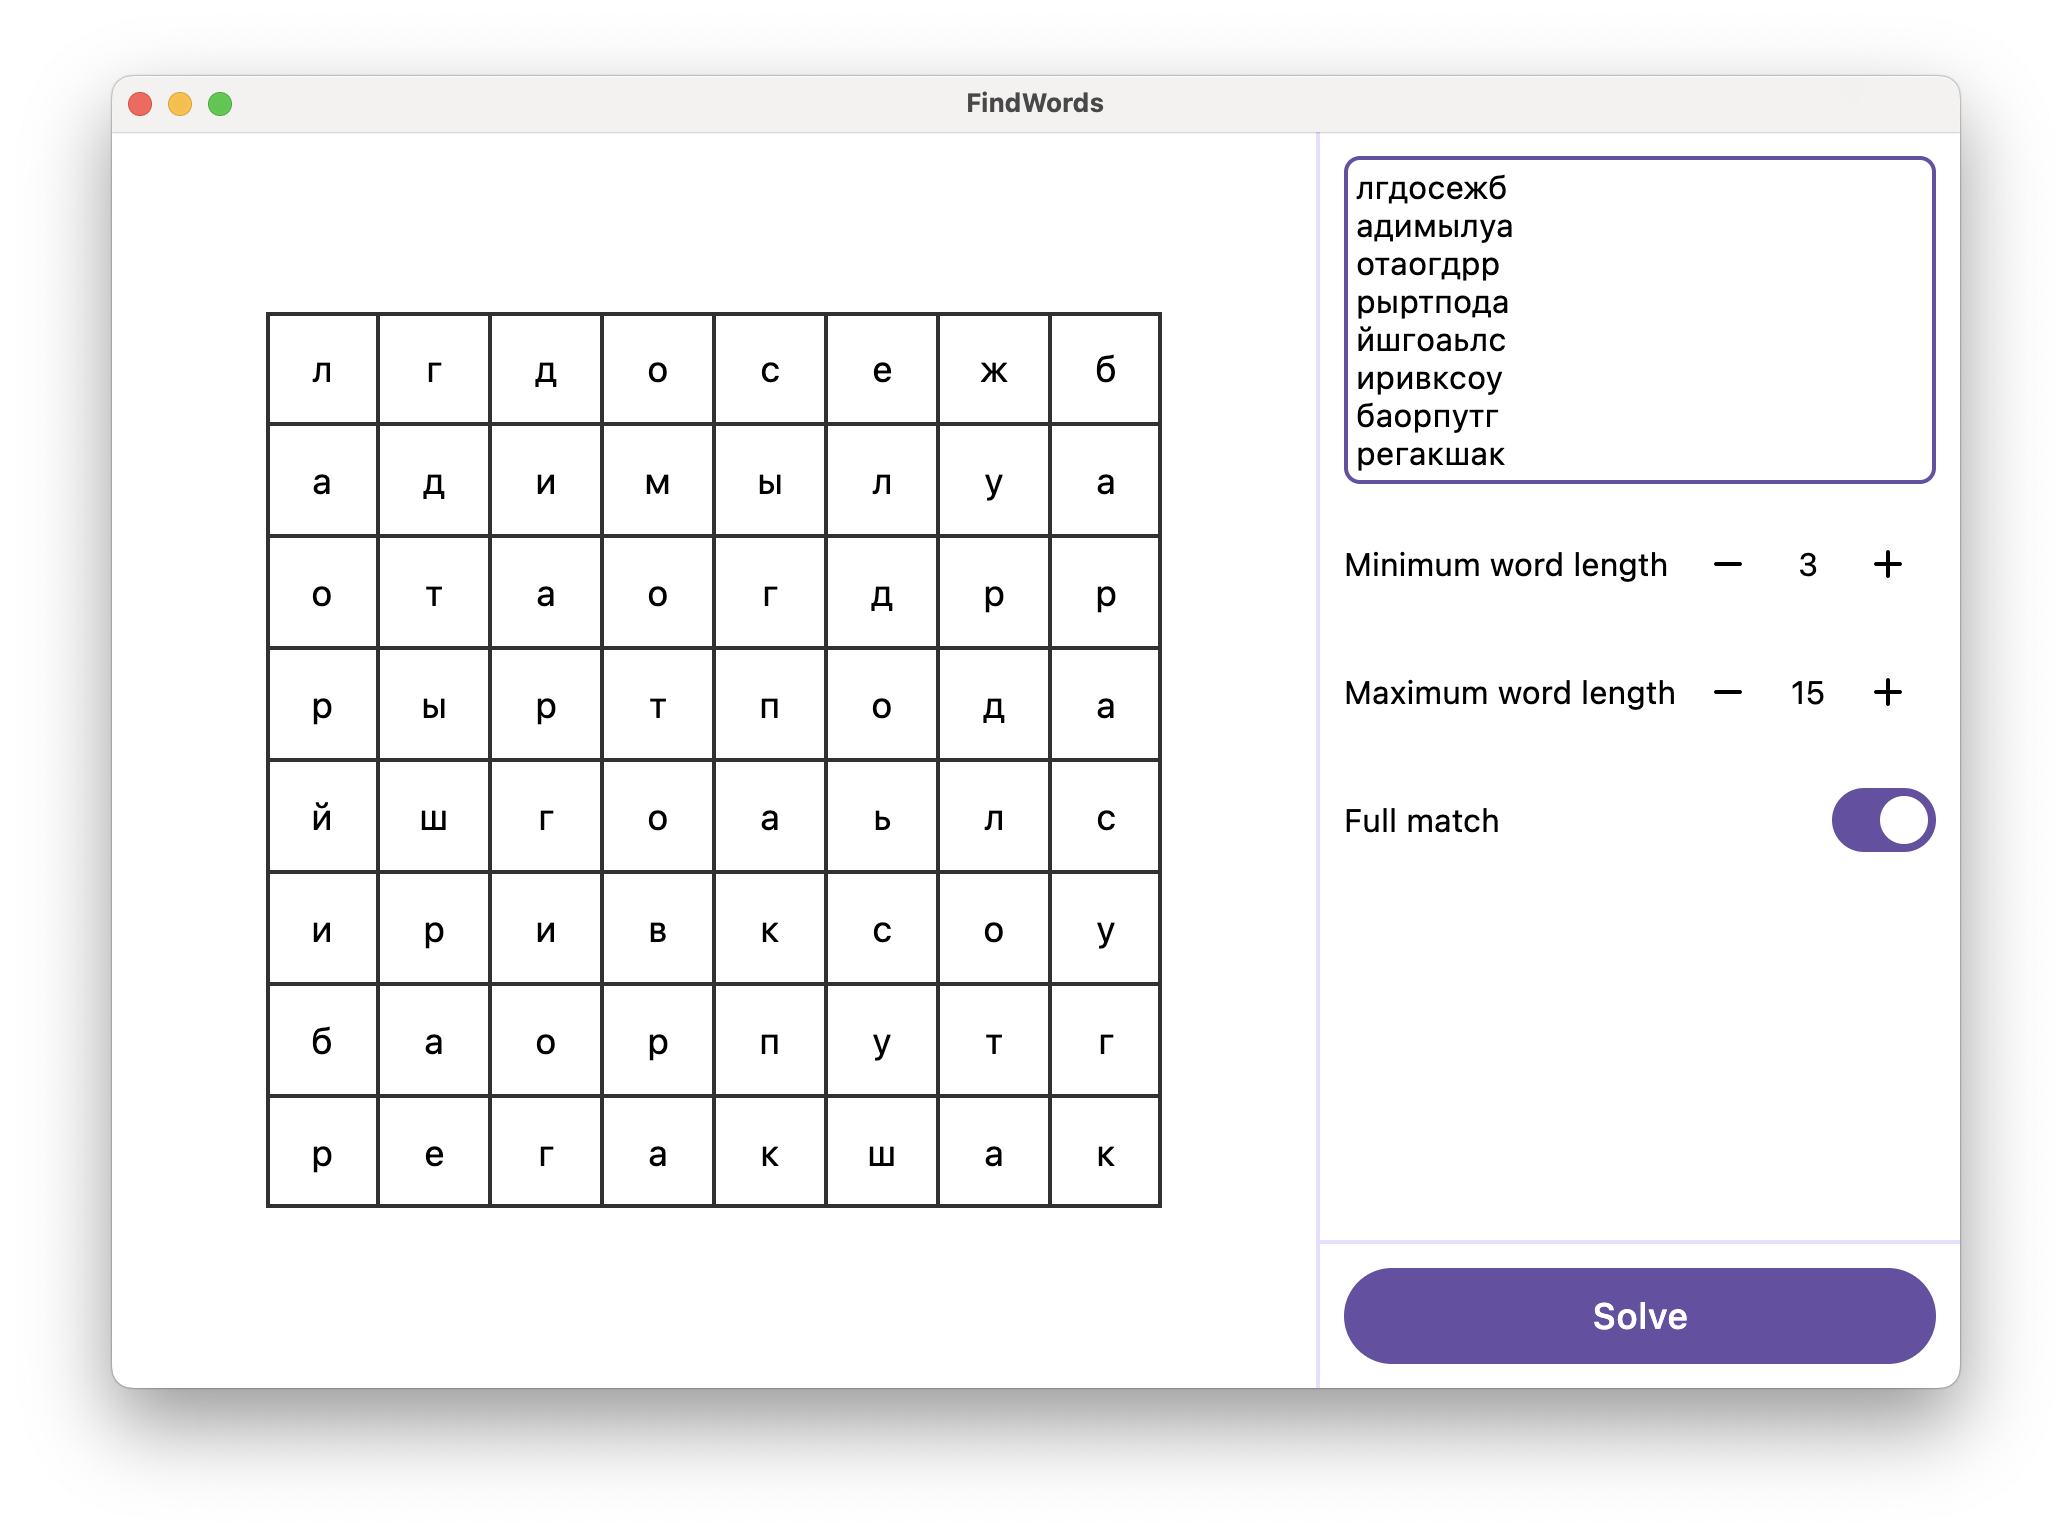 FindWords
л г д о с е ж б
а д и м ы л у а
о т а о г д р р
р ы р т п о д а
й ш г о а ь л с
и р и в к с о у
б а о р п у т г
р е г а к ш а к
лгдосежб
адимылуа
отаогдрр
рыртпода
йшгоаьлс
иривксоу
баорпутг
регакшак
Minimum word length — 3 +
Maximum word length — 15 +
Full match
Solve